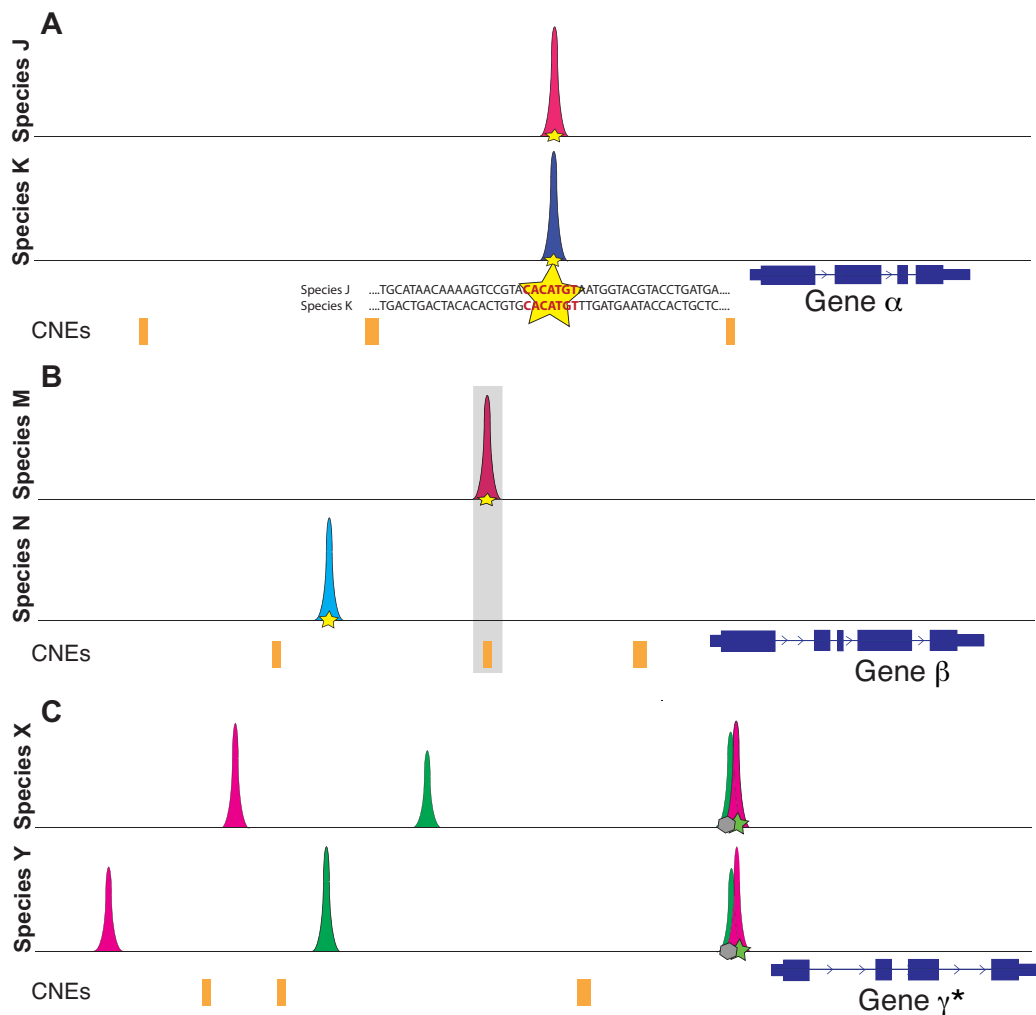 A
Species J
Species K
Species J ....TGCATAACAAAAGTCCGTACACATGTAATGGTACGTACCTGATGA....
Species K ....TGACTGACTACACACTGTGCACATGTTTGATGAATACCACTGCTC....
Gene α
CNEs
B
Species M
Species N
CNEs
Gene β
C
Species X
Species Y
CNEs
Gene γ*